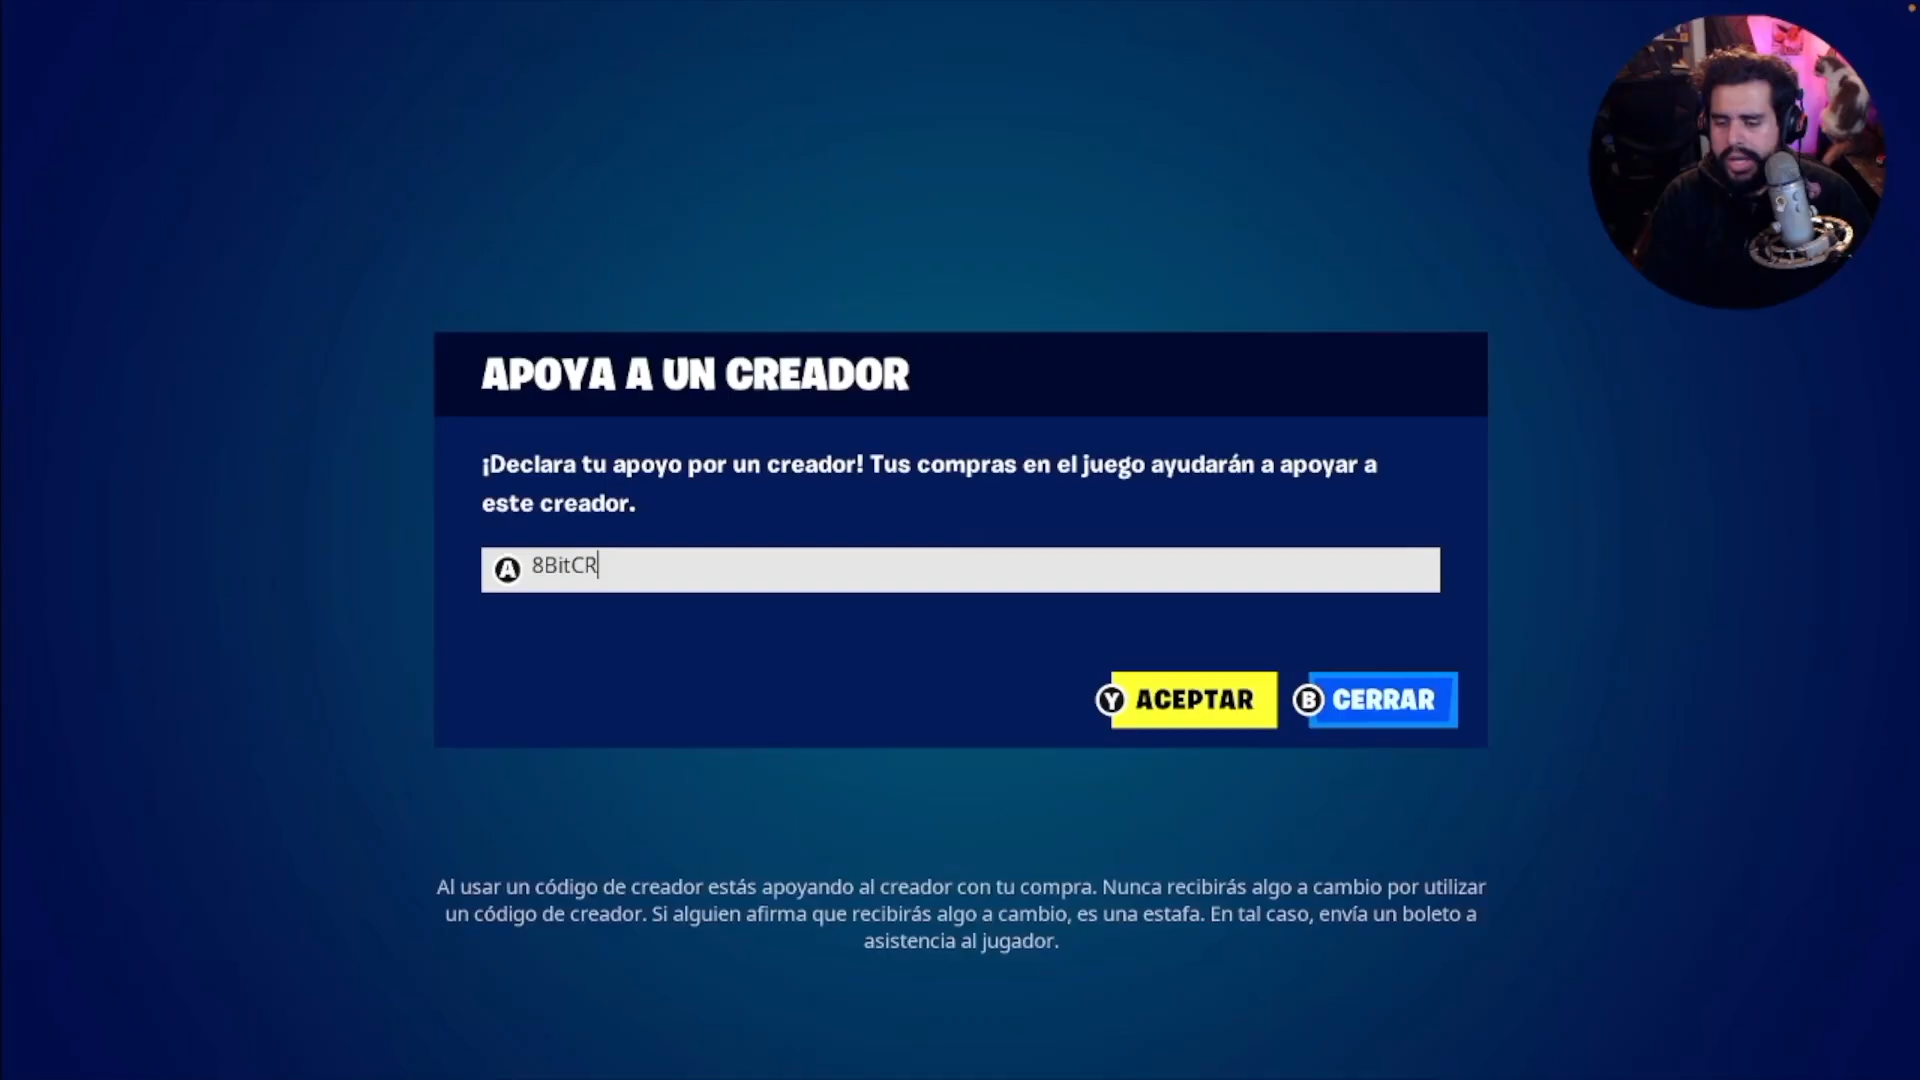 APOYA A UN CREADOR
¡Declara tu apoyo por un creador! Tus compras en el juego ayudarán a apoyar a
este creador.
A 8BitCR
Y ACEPTAR B CERRAR
Al usar un código de creador estás apoyando al creador con tu compra. Nunca recibirás algo a cambio por utilizar
un código de creador. Si alguien afirma que recibirás algo a cambio, es una estafa. En tal caso, envía un boleto a
asistencia al jugador.